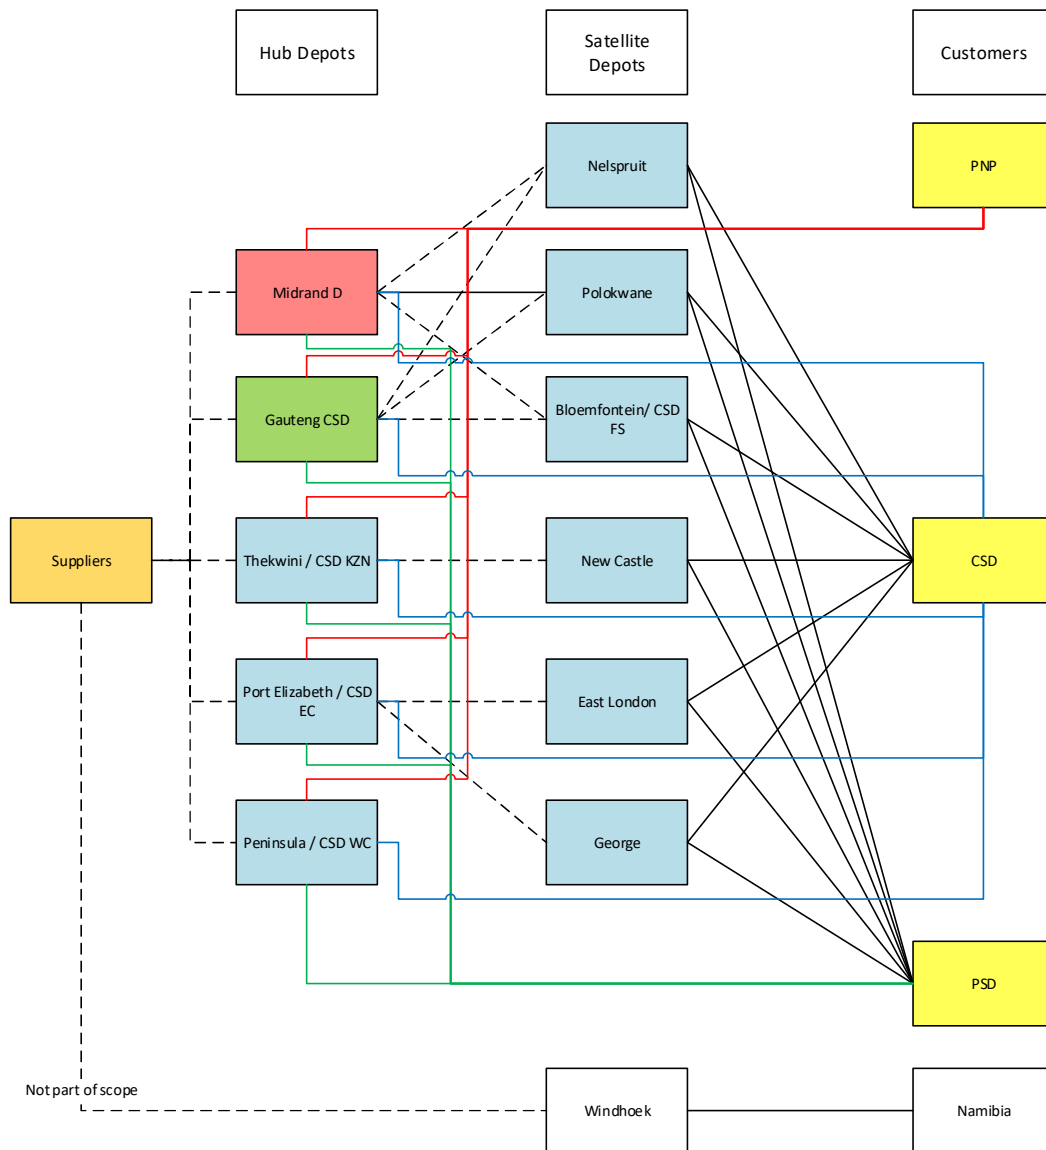 Hub Depots
Satellite
Depots
Customers
Nelspruit
PNP
Midrand D
Polokwane
Gauteng CSD
Bloemfontein/ CSD
FS
Suppliers
Thekwini / CSD KZN
New Castle
CSD
Port Elizabeth / CSD
EC
East London
Peninsula / CSD WC
George
PSD
Not part of scope
Windhoek
Namibia